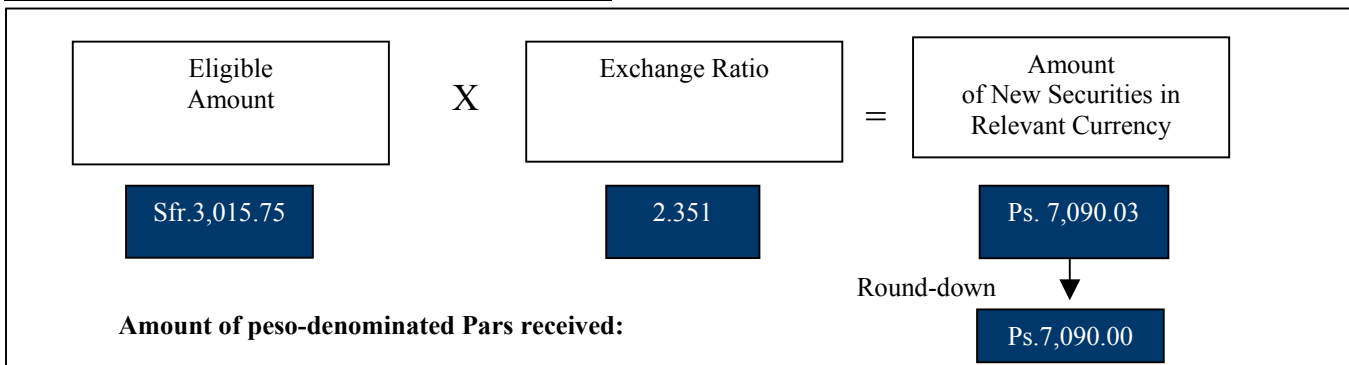 Eligible
Amount
X
Exchange Ratio
=
Amount
of New Securities in
Relevant Currency
Sfr.3,015.75
2.351
Ps. 7,090.03
Round-down
Amount of peso-denominated Pars received:
Ps.7,090.00